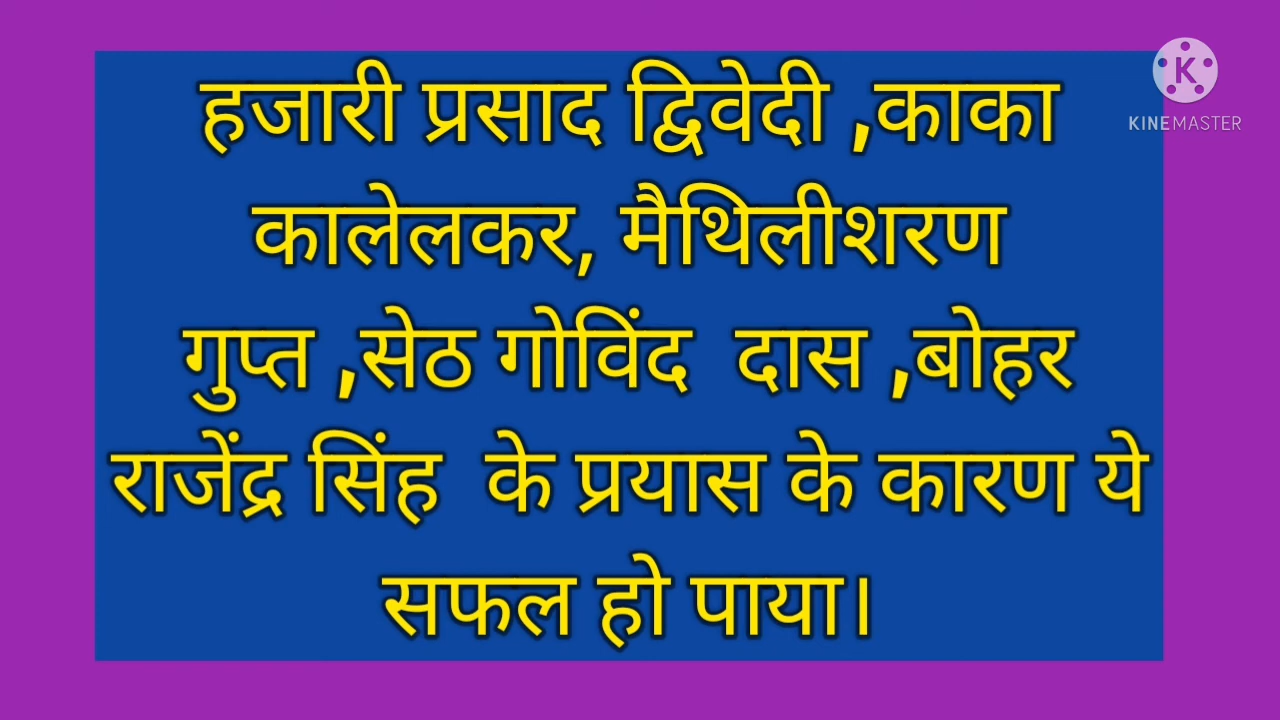 हजारी प्रसाद द्विवेदी ,काका
कालेलकर, मैथिलीशरण
गुप्त ,सेठ गोविंद  दास ,बोहर
राजेंद्र सिंह  के प्रयास के कारण ये
सफल हो पाया।
K
KINEMASTER